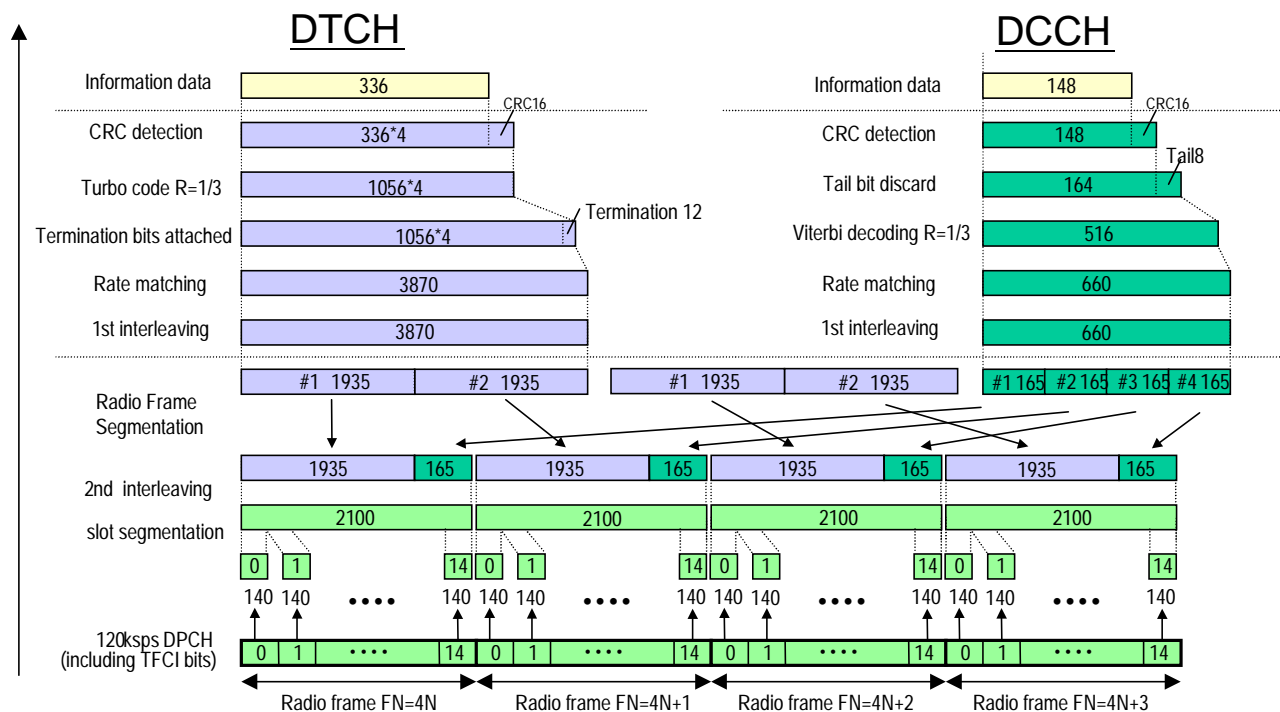 DTCH
DCCH
Information data
336
Information data
148
CRC16
CRC16
CRC detection
336*4
CRC detection
148
Tail8
Turbo code R=1/3
1056*4
Tail bit discard
164
Termination 12
Termination bits attached
1056*4
Viterbi decoding R=1/3
516
Rate matching
3870
Rate matching
660
1st interleaving
3870
1st interleaving
660
#1 1935
#2 1935
#1 1935
#2 1935
#1 165
#2 165
#3 165
#4 165
Radio Frame
Segmentation
1935
165
1935
165
1935
165
1935
165
2nd interleaving
2100
2100
2100
2100
slot segmentation
0
1
14
0
1
14
0
1
14
0
1
14
140
140
••••
140
140
140
••••
140
140
140
••••
140
140
140
••••
140
120ksps DPCH
(including TFCI bits)
0
1
••••
14
0
1
••••
14
0
1
••••
14
0
1
••••
14
Radio frame FN=4N
Radio frame FN=4N+1
Radio frame FN=4N+2
Radio frame FN=4N+3